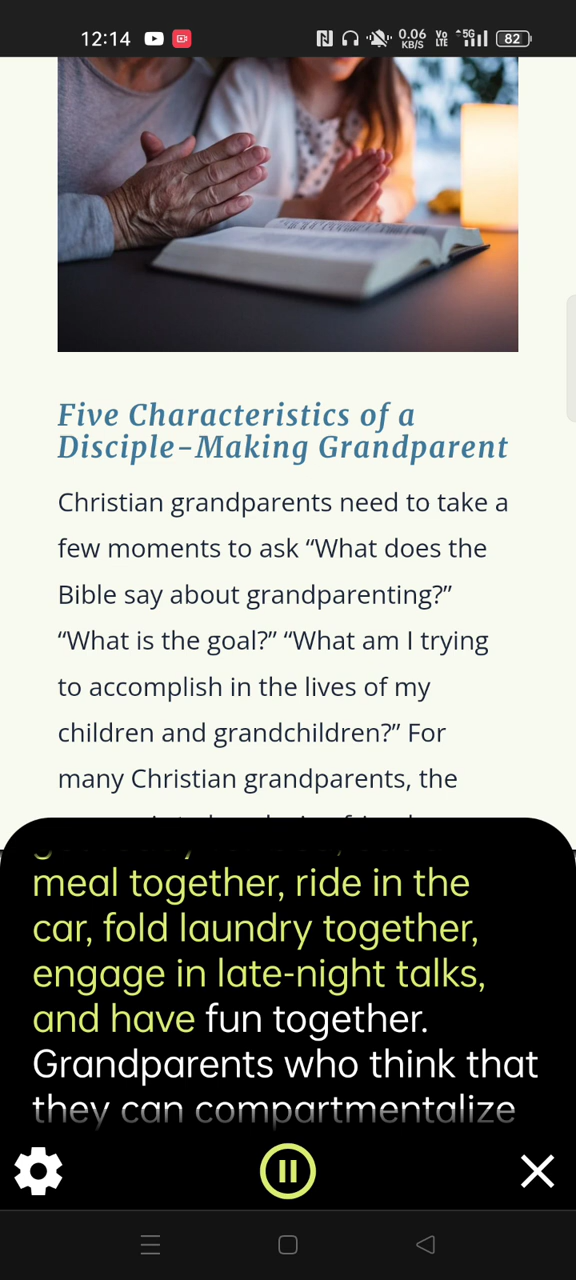 12:14
0.06
KB/S
Vo
LTE
5G
82
Five Characteristics of a
Disciple-Making Grandparent
Christian grandparents need to take a
few moments to ask “What does the
Bible say about grandparenting?”
“What is the goal?” “What am I trying
to accomplish in the lives of my
children and grandchildren?” For
many Christian grandparents, the
meal together, ride in the
car, fold laundry together,
engage in late-night talks,
and have fun together.
Grandparents who think that
they can compartmentalize